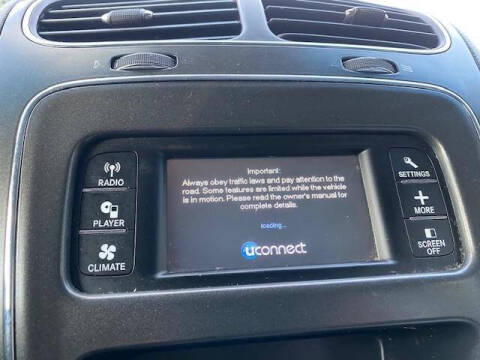 RADIO
PLAYER
CLIMATE
Important:
Always obey traffic laws and pay attention to the
road. Some features are limited while the vehicle
is in motion. Please read the owner's manual for
complete details.
loading...
uconnect
SETTINGS
MORE
SCREEN
OFF